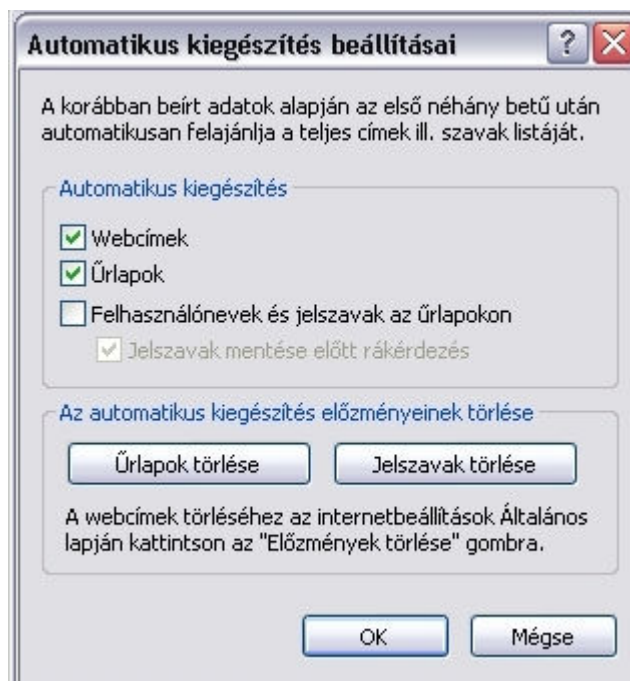 Automatikus kiegészítés beállításai
A korábban beírt adatok alapján az első néhány betű után
automatikusan felajánlja a teljes címek ill. szavak listáját.
Automatikus kiegészítés
Webcímek
Űrlapok
Felhasználónevek és jelszavak az űrlapokon
Jelszavak mentése előtt rákérdezés
Az automatikus kiegészítés előzményeinek törlése
Űrlapok törlése
Jelszavak törlése
A webcímek törléséhez az internetbeállítások Általános
lapján kattintson az "Előzmények törlése" gombra.
OK
Mégse